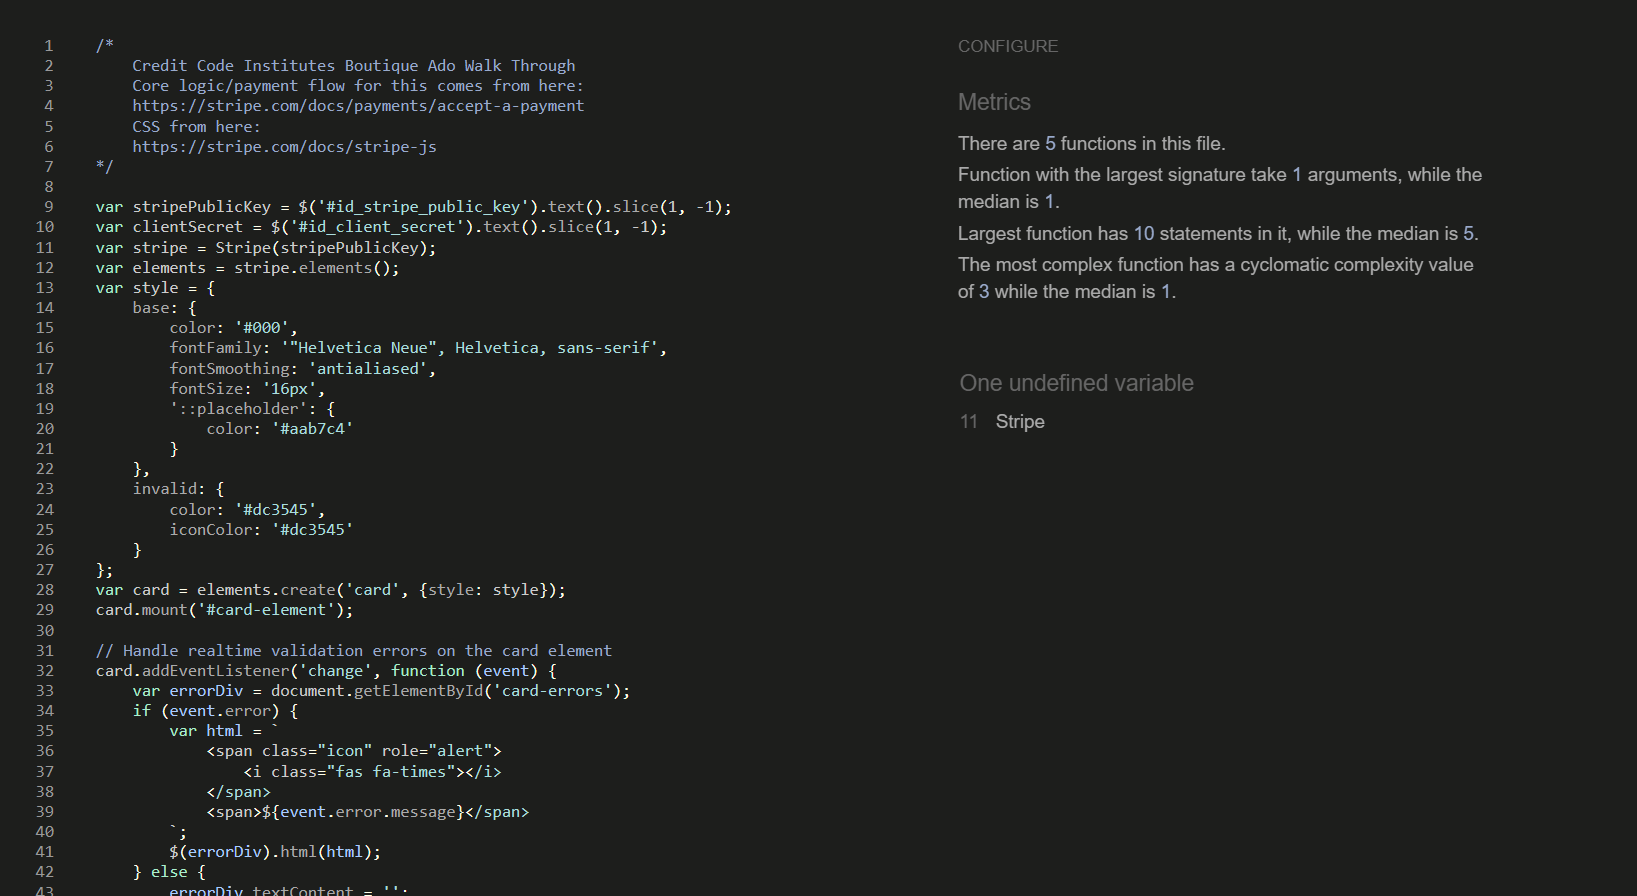 1 /*
2 Credit Code Institutes Boutique Ado Walk Through
3 Core logic/payment flow for this comes from here:
4 https://stripe.com/docs/payments/accept-a-payment
5 CSS from here:
6 https://stripe.com/docs/stripe-js
7 */
8
9 var stripePublicKey = $('#id_stripe_public_key').text().slice(1, -1);
10 var clientSecret = $('#id_client_secret').text().slice(1, -1);
11 var stripe = Stripe(stripePublicKey);
12 var elements = stripe.elements();
13 var style = {
14 base: {
15 color: '#000',
16 fontFamily: '"Helvetica Neue", Helvetica, sans-serif',
17 fontSmoothing: 'antialiased',
18 fontSize: '16px',
19 '::placeholder': {
20 color: '#aab7c4'
21 }
22 },
23 invalid: {
24 color: '#dc3545',
25 iconColor: '#dc3545'
26 }
27 };
28 var card = elements.create('card', {style: style});
29 card.mount('#card-element');
30
31 // Handle realtime validation errors on the card element
32 card.addEventListener('change', function (event) {
33 var errorDiv = document.getElementById('card-errors');
34 if (event.error) {
35 var html = `
36 <span class="icon" role="alert">
37 <i class="fas fa-times"></i>
38 </span>
39 <span>${event.error.message}</span>
40 `;
41 $(errorDiv).html(html);
42 } else {
43 errorDiv.textContent = '';
CONFIGURE
Metrics
There are 5 functions in this file.
Function with the largest signature take 1 arguments, while the
median is 1.
Largest function has 10 statements in it, while the median is 5.
The most complex function has a cyclomatic complexity value
of 3 while the median is 1.
One undefined variable
11 Stripe